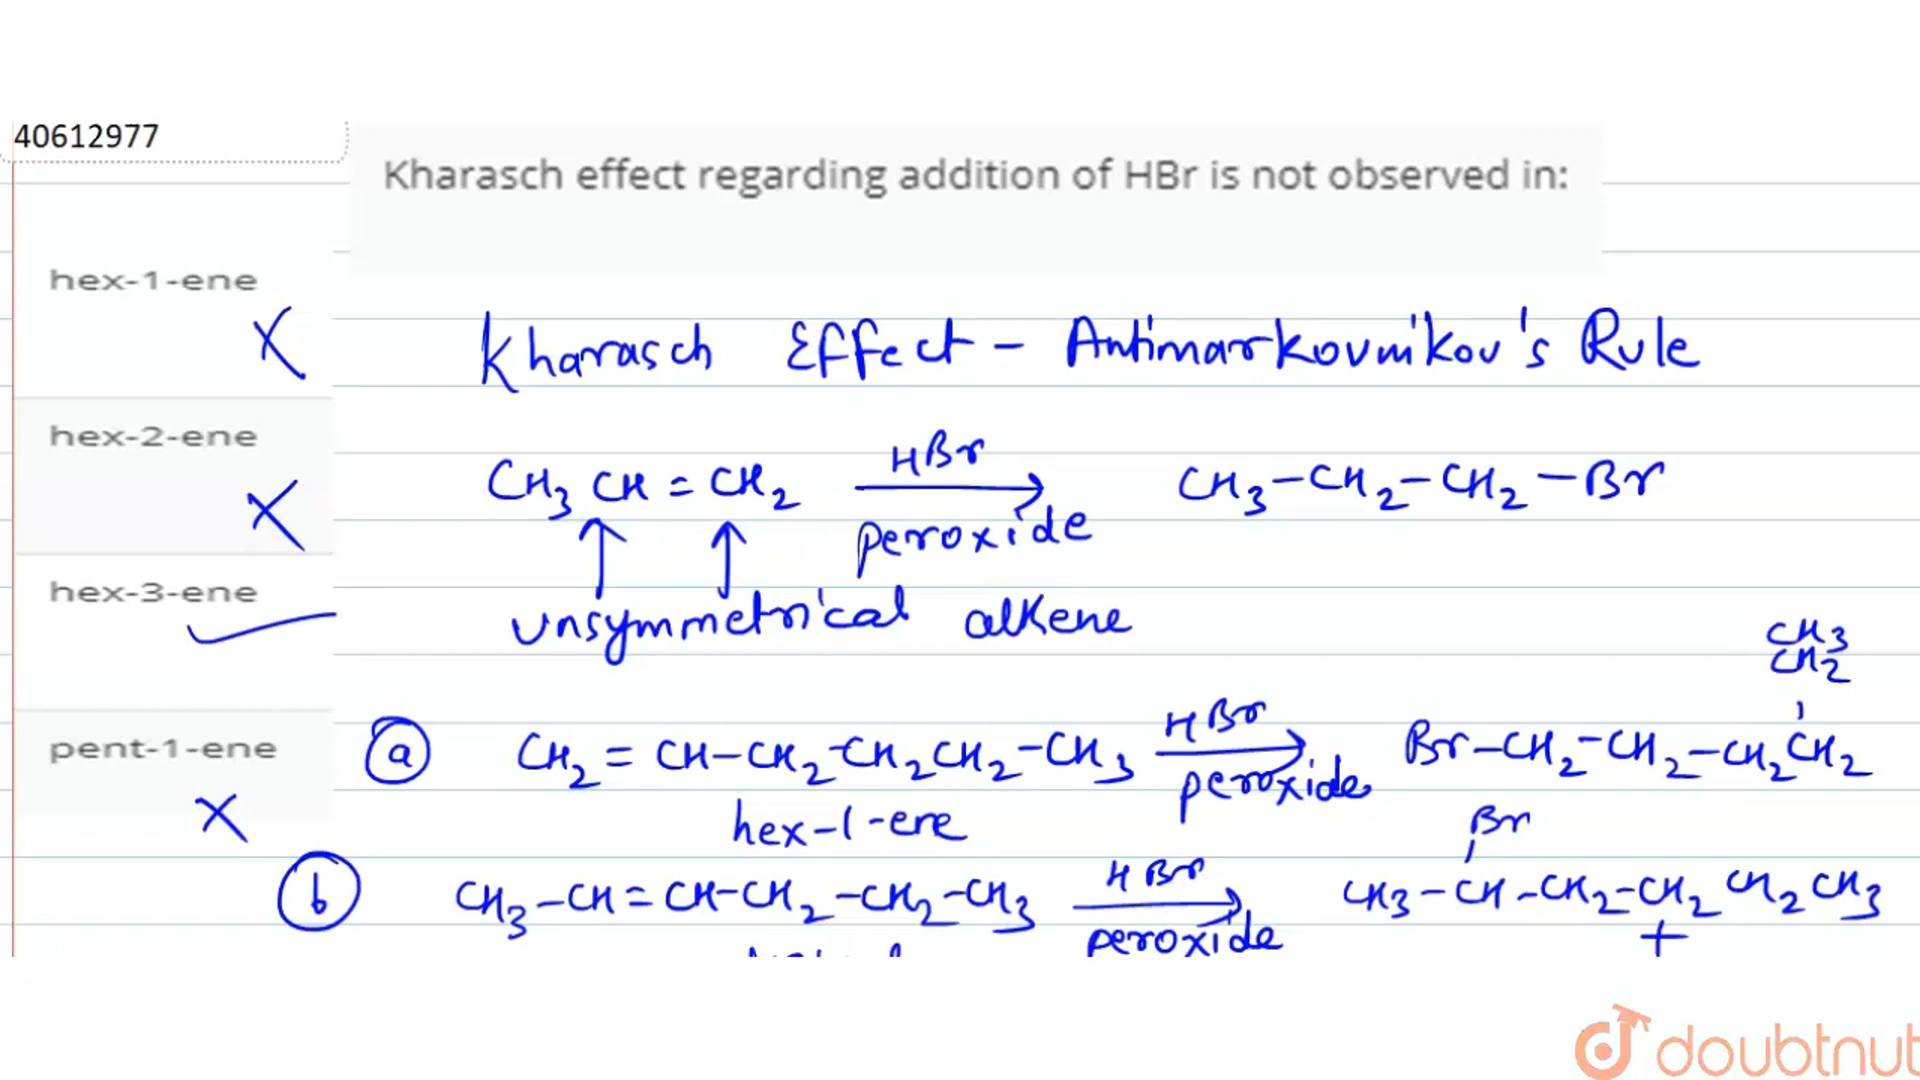 40612977
Kharasch effect regarding addition of HBr is not observed in:
hex-1-ene
X
Kharasch Effect - Antimarkovnikov's Rule
hex-2-ene
X
CH3 CH = CH2 HBr peroxide CH3-CH2-CH2-Br
hex-3-ene
unsymmetrical alkene
pent-1-ene
X
CH3
CH2
(a) CH2 = CH-CH2-CH2CH2-CH3 HBr peroxide Br-CH2-CH2-CH2CH2
hex-1-ene
Br
(b) CH3-CH=CH-CH2-CH2-CH3 HBr peroxide CH3-CH-CH2-CH2 CH2 CH3
+
doubtnut